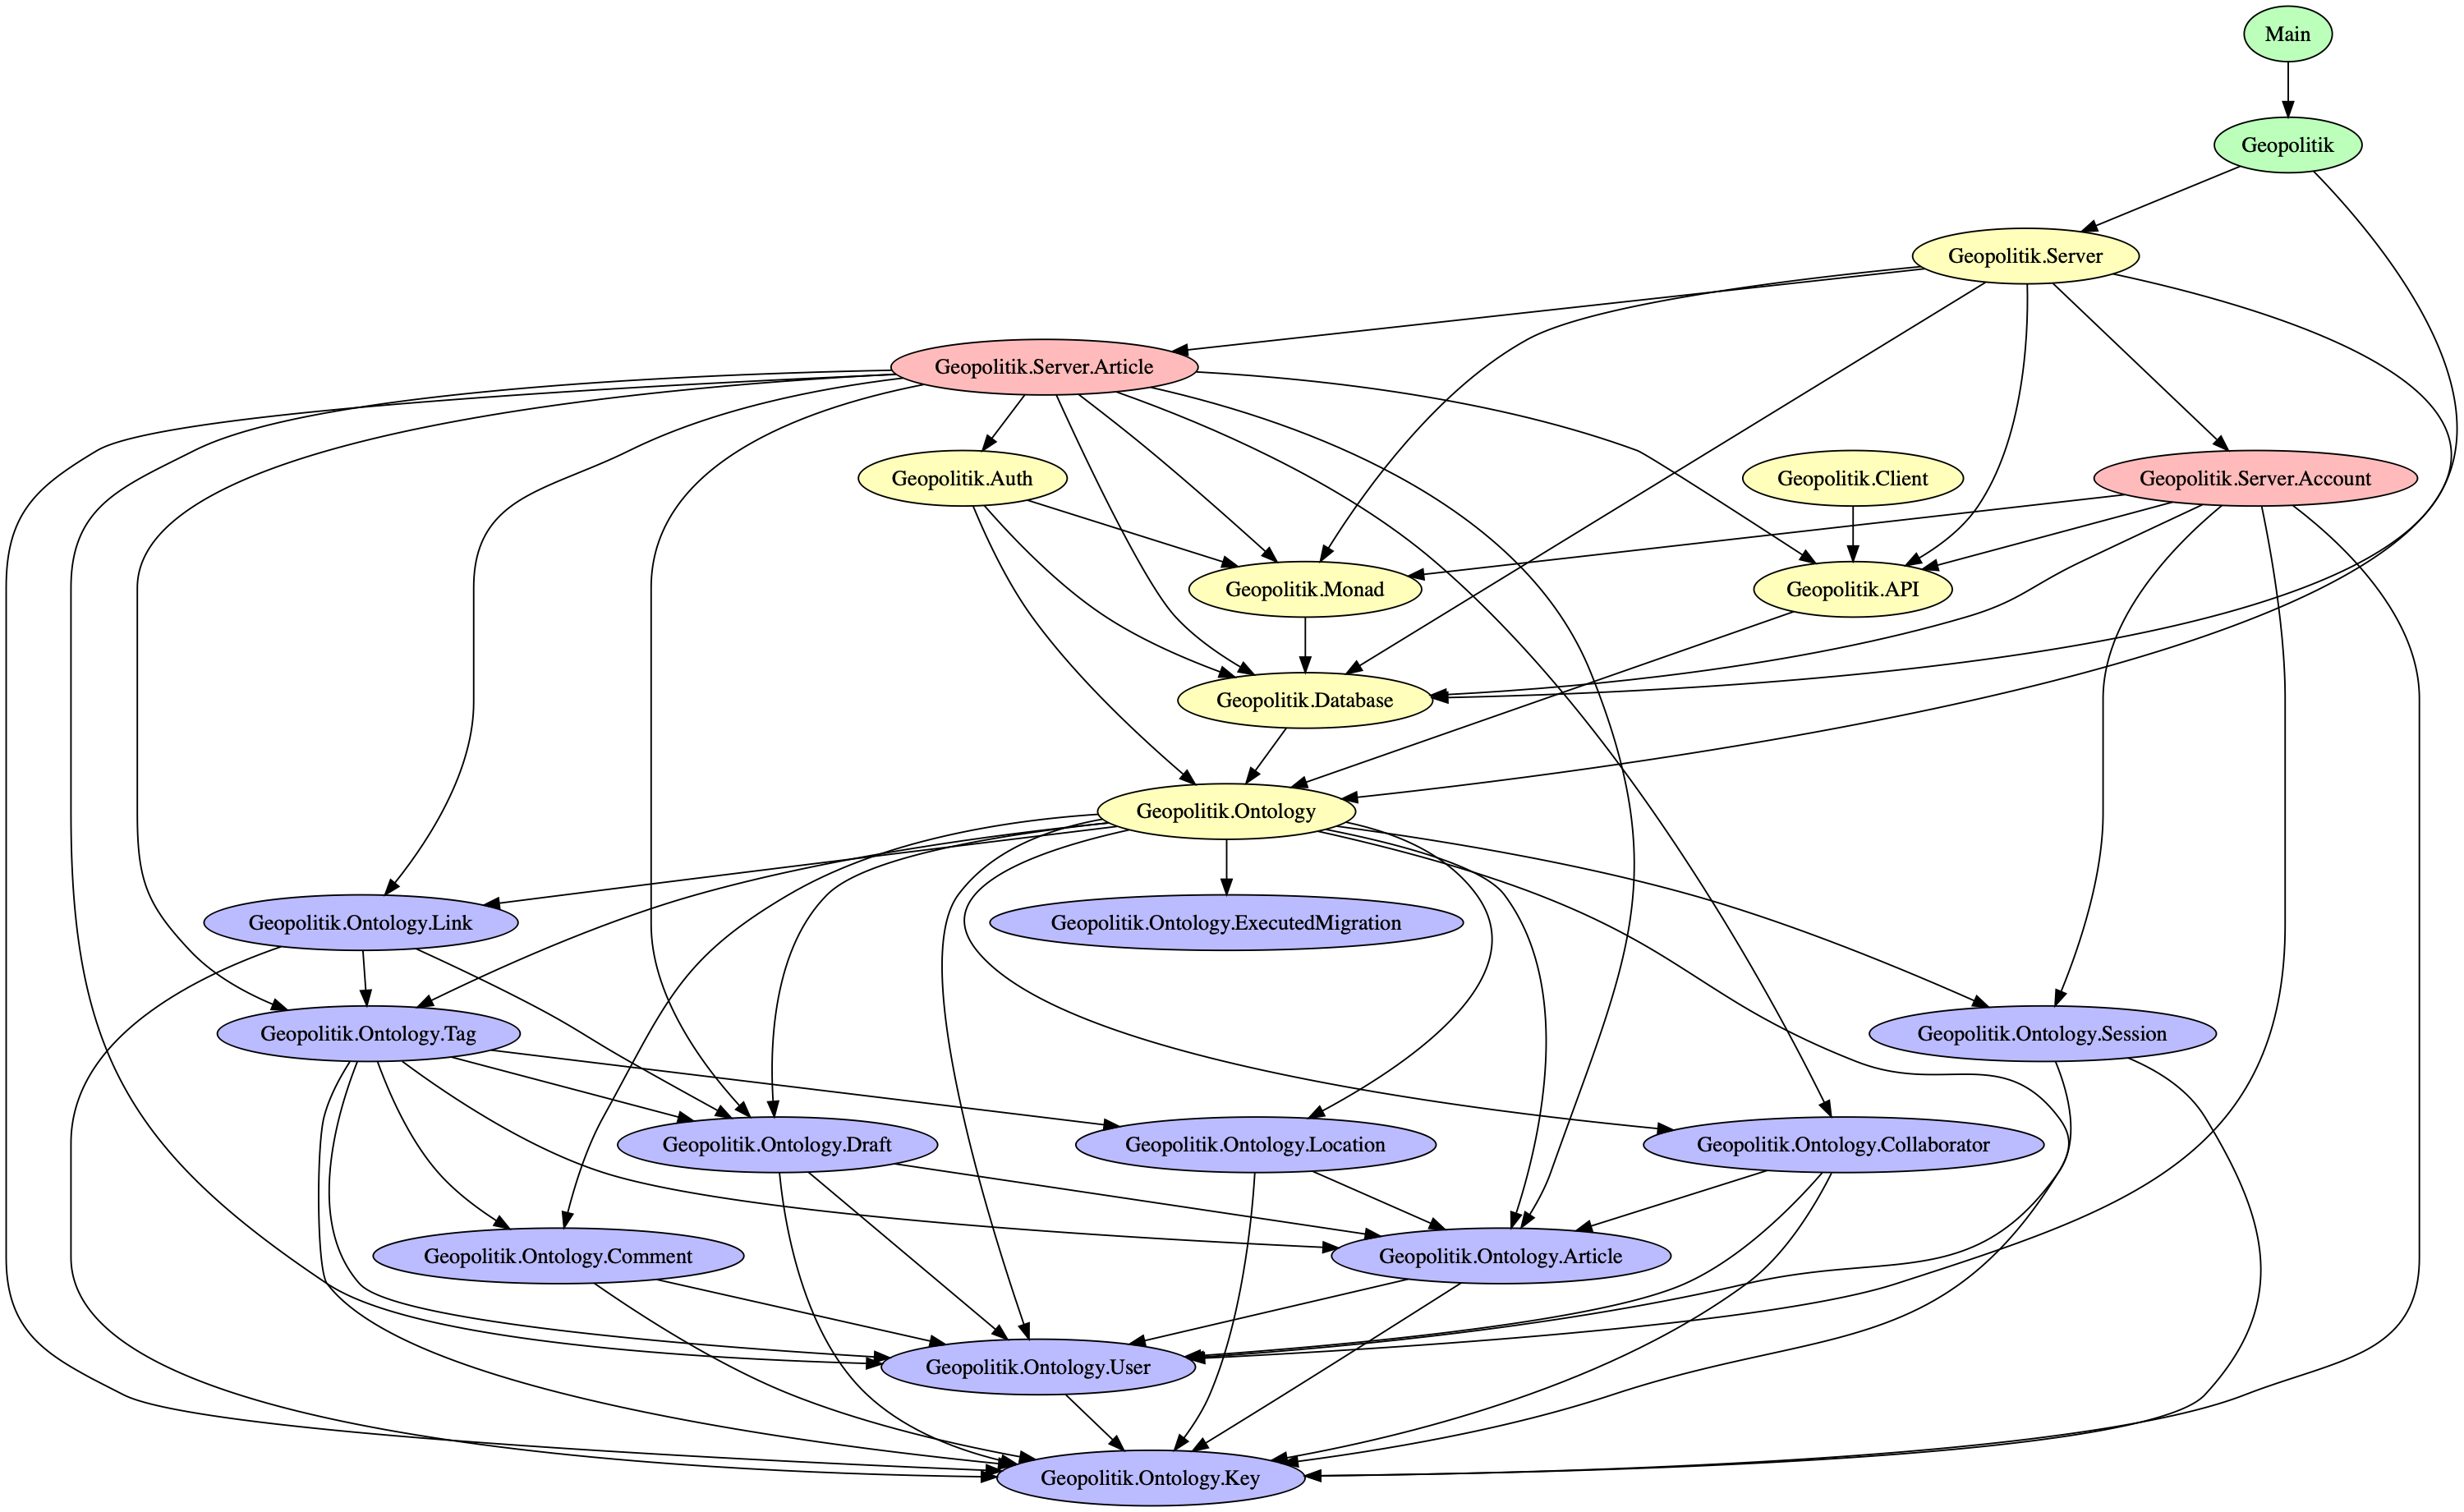 Main
Geopolitik
Geopolitik.Server
Geopolitik.Server.Article
Geopolitik.Auth
Geopolitik.Client
Geopolitik.Server.Account
Geopolitik.Monad
Geopolitik.API
Geopolitik.Database
Geopolitik.Ontology
Geopolitik.Ontology.Link
Geopolitik.Ontology.ExecutedMigration
Geopolitik.Ontology.Tag
Geopolitik.Ontology.Session
Geopolitik.Ontology.Draft
Geopolitik.Ontology.Location
Geopolitik.Ontology.Collaborator
Geopolitik.Ontology.Comment
Geopolitik.Ontology.Article
Geopolitik.Ontology.User
Geopolitik.Ontology.Key